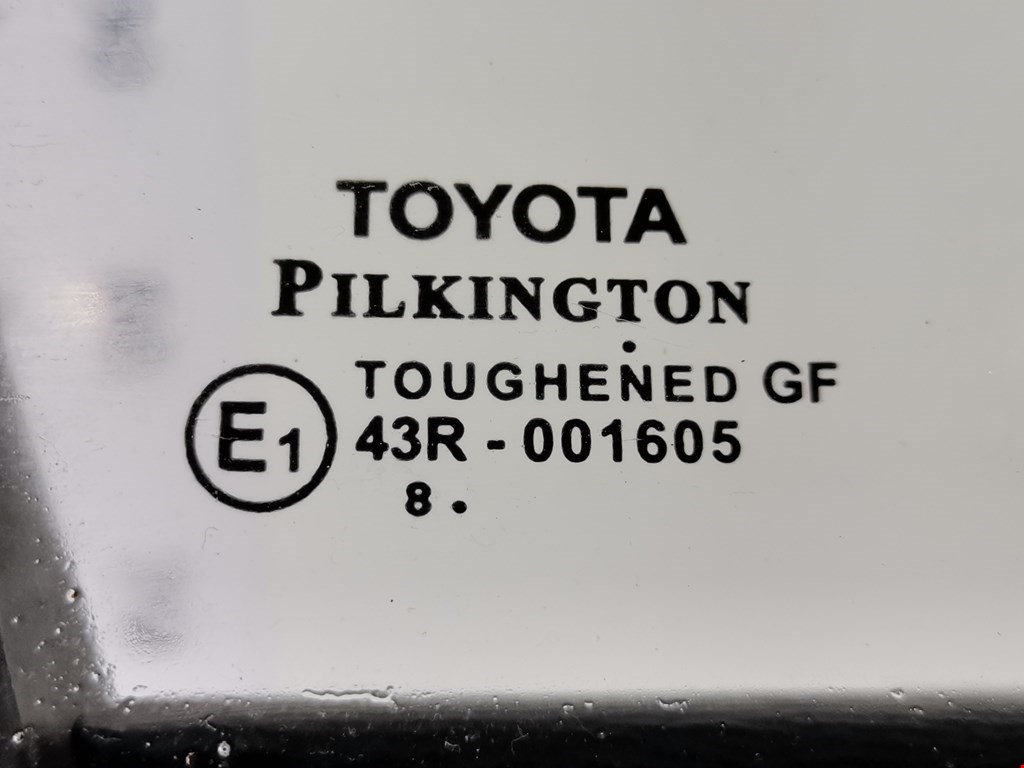 TOYOTA
PILKINGTON
.
TOUGHENED GF
E1
43R - 001605
8 .